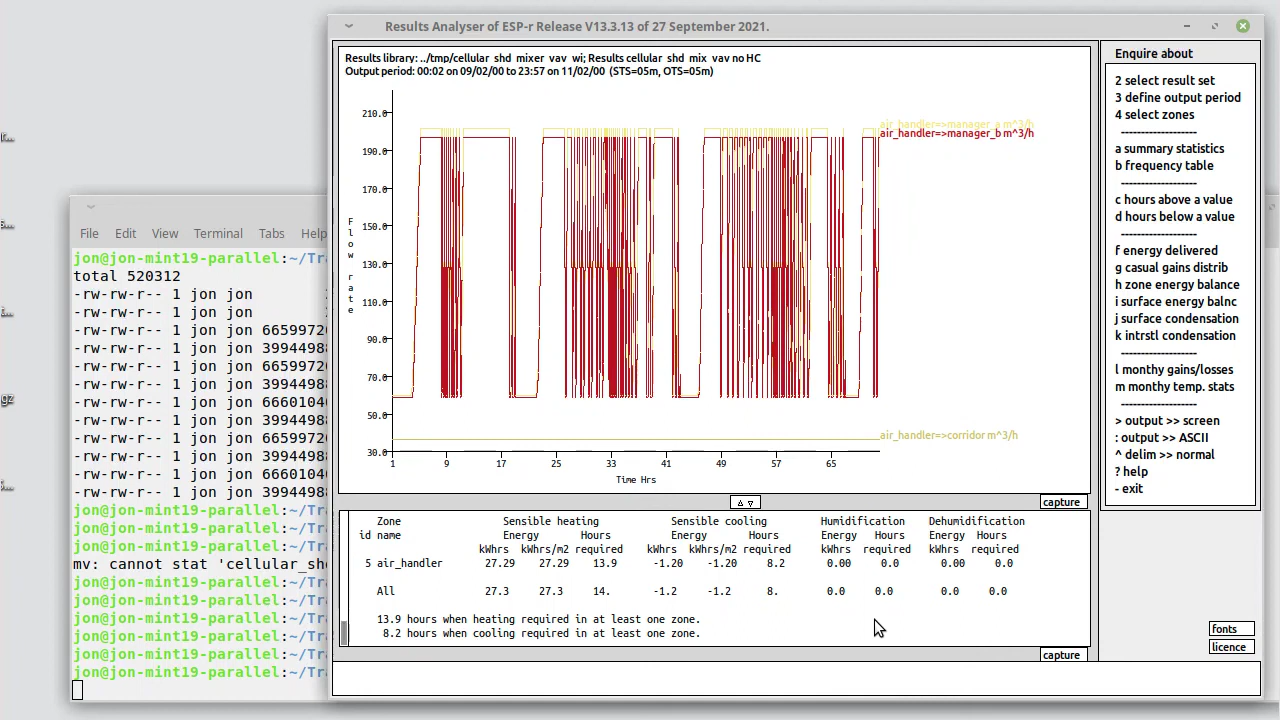 Results Analyser of ESP-r Release V13.3.13 of 27 September 2021.
Results library: ../tmp/cellular_shd_mixer_vav_wi; Results cellular_shd_mix_vav no HC
Output period: 00:02 on 09/02/00 to 23:57 on 11/02/00 (STS=05m, OTS=05m)
210.0
190.0
170.0
150.0
130.0
110.0
90.0
70.0
50.0
30.0
Flow rate
1 9 17 25 33 41 49 57 65
Time Hrs
air_handler=>manager_a m^3/h
air_handler=>manager_b m^3/h
air_handler=>corridor m^3/h
capture
Enquire about
2 select result set
3 define output period
4 select zones
-------------------
a summary statistics
b frequency table
-------------------
c hours above a value
d hours below a value
-------------------
f energy delivered
g casual gains distrib
h zone energy balance
i surface energy balnc
j surface condensation
k intrstl condensation
-------------------
l monthy gains/losses
m monthy temp. stats
-------------------
> output >> screen
: output >> ASCII
^ delim >> normal
? help
- exit
Zone Sensible heating Sensible cooling Humidification Dehumidification
id name Energy Hours Energy Hours Energy Hours Energy Hours
kWhrs kWhrs/m2 required kWhrs kWhrs/m2 required kWhrs required kWhrs required
5 air_handler 27.29 27.29 13.9 -1.20 -1.20 8.2 0.00 0.0 0.00 0.0
All 27.3 27.3 14. -1.2 -1.2 8. 0.0 0.0 0.0 0.0
13.9 hours when heating required in at least one zone.
8.2 hours when cooling required in at least one zone.
capture
fonts
licence
File Edit View Terminal Tabs Help
jon@jon-mint19-parallel:~/Tr
total 520312
-rw-rw-r-- 1 jon jon
-rw-rw-r-- 1 jon jon
-rw-rw-r-- 1 jon jon 6659972
-rw-rw-r-- 1 jon jon 3994498
-rw-rw-r-- 1 jon jon 6659972
-rw-rw-r-- 1 jon jon 3994498
-rw-rw-r-- 1 jon jon 6660104
-rw-rw-r-- 1 jon jon 3994498
-rw-rw-r-- 1 jon jon 6659972
-rw-rw-r-- 1 jon jon 3994498
-rw-rw-r-- 1 jon jon 6660104
-rw-rw-r-- 1 jon jon 3994498
jon@jon-mint19-parallel:~/Tr
jon@jon-mint19-parallel:~/Tr
jon@jon-mint19-parallel:~/Tr
mv: cannot stat 'cellular_sh
jon@jon-mint19-parallel:~/Tr
jon@jon-mint19-parallel:~/Tr
jon@jon-mint19-parallel:~/Tr
jon@jon-mint19-parallel:~/Tr
jon@jon-mint19-parallel:~/Tr
jon@jon-mint19-parallel:~/Tr
gz